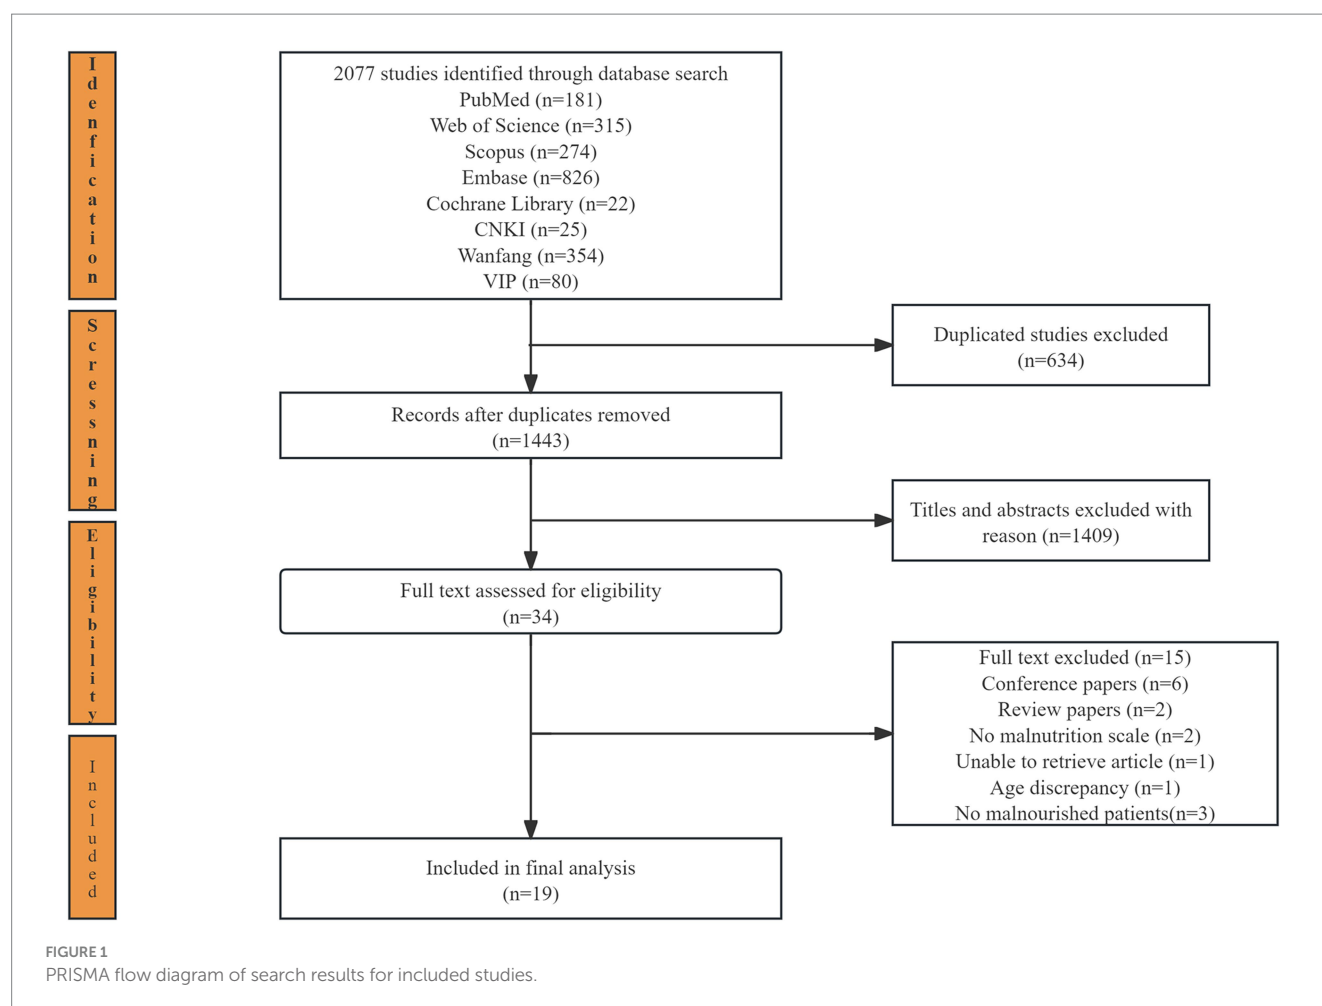 Idenfication
2077 studies identified through database search
PubMed (n=181)
Web of Science (n=315)
Scopus (n=274)
Embase (n=826)
Cochrane Library (n=22)
CNKI (n=25)
Wanfang (n=354)
VIP (n=80)
Scressning
Duplicated studies excluded
(n=634)
Records after duplicates removed
(n=1443)
Titles and abstracts excluded with
reason (n=1409)
Eligibility
Full text assessed for eligibility
(n=34)
Full text excluded (n=15)
Conference papers (n=6)
Review papers (n=2)
No malnutrition scale (n=2)
Unable to retrieve article (n=1)
Age discrepancy (n=1)
No malnourished patients(n=3)
Included
Included in final analysis
(n=19)
FIGURE 1
PRISMA flow diagram of search results for included studies.